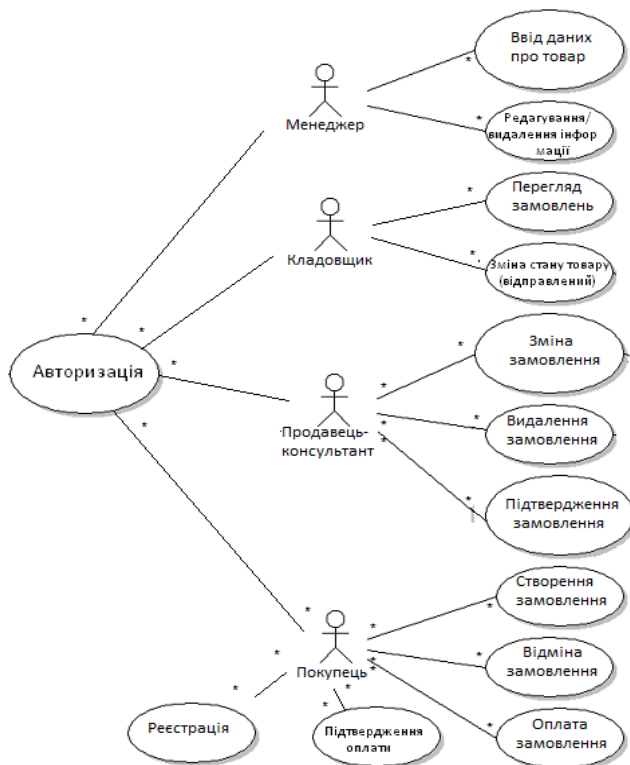 Ввід даних
про товар
Менеджер
Редагування/
видалення інфор
мації
Перегляд
замовлень
Кладовщик
Зміна стану товару
(відправлений)
Зміна
замовлення
Авторизація
Продавець-
консультант
Видалення
замовлення
Підтвердження
замовлення
Створення
замовлення
Покупець
Відміна
замовлення
Реєстрація
Підтвердження
оплати
Оплата
замовлення